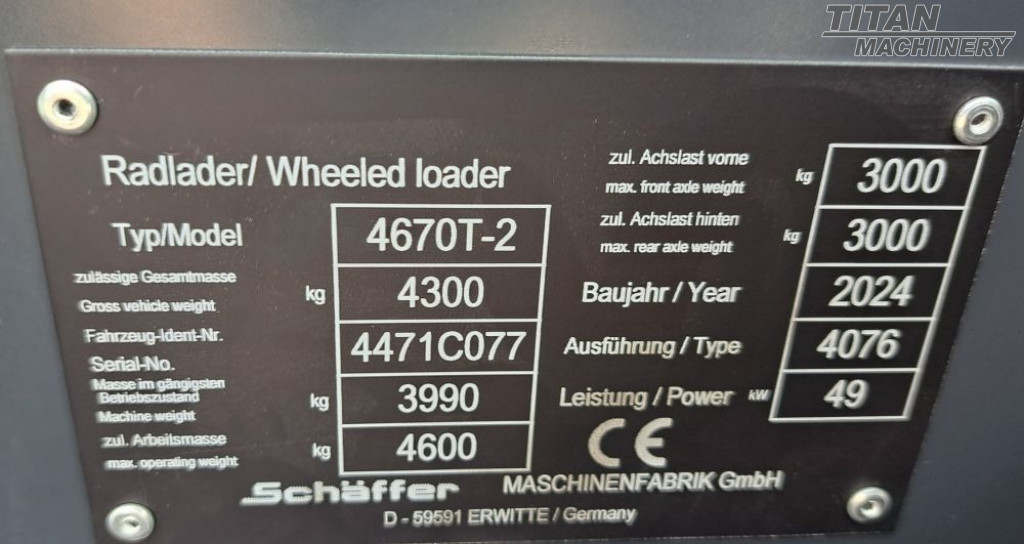 TITAN
MACHINERY
Radlader/ Wheeled loader
Typ/Model 4670T-2
zulässige Gesamtmasse
Gross vehicle weight kg 4300
Fahrzeug-Ident-Nr.
Serial-No. 4471C077
Masse im gängigsten
Betriebszustand
Machine weight kg 3990
zul. Arbeitsmasse
max. operating weight kg 4600
zul. Achslast vorne
max. front axle weight kg 3000
zul. Achslast hinten
max. rear axle weight kg 3000
Baujahr / Year 2024
Ausführung / Type 4076
Leistung / Power kW 49
CE
Schäffer MASCHINENFABRIK GmbH
D - 59591 ERWITTE / Germany